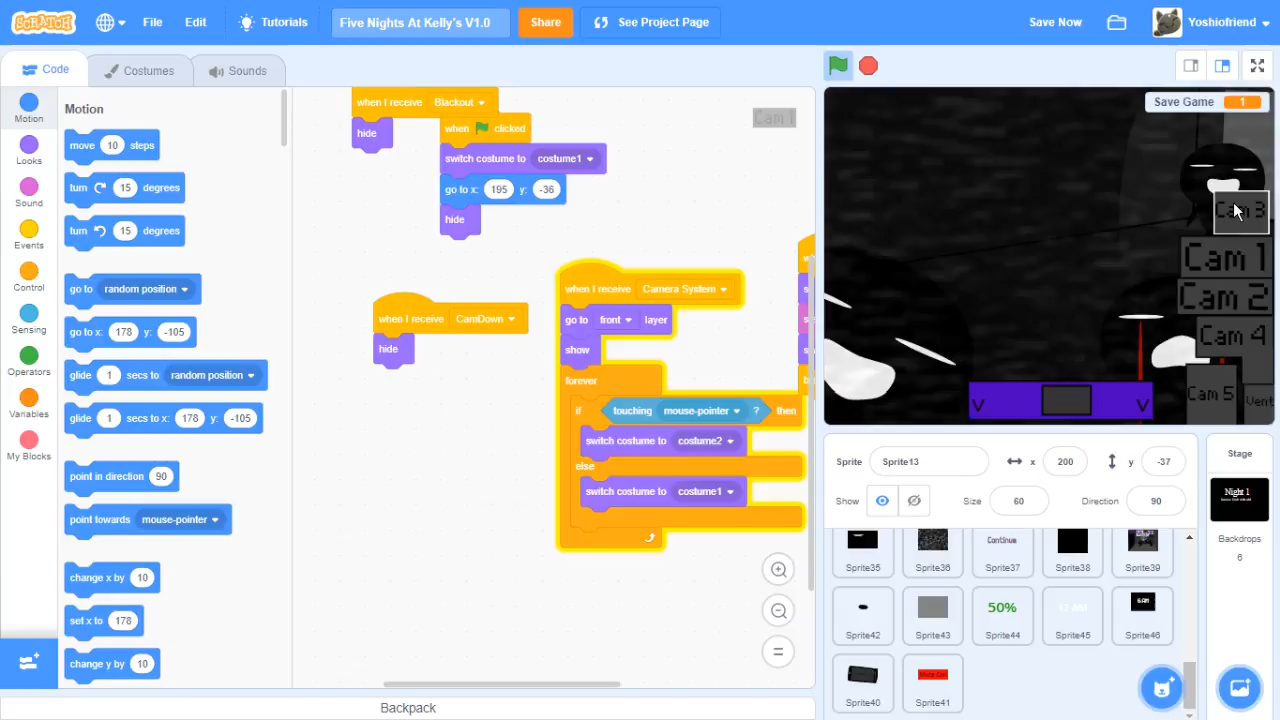 SCRATCH
File
Edit
Tutorials
Five Nights At Kelly's V1.0
Share
See Project Page
Save Now
Yoshiofriend
Code
Costumes
Sounds
Motion
Looks
Sound
Events
Control
Sensing
Operators
Variables
My Blocks
Motion
move 10 steps
turn 15 degrees
turn 15 degrees
go to random position
go to x: 178 y: -105
glide 1 secs to random position
glide 1 secs to x: 178 y: -105
point in direction 90
point towards mouse-pointer
change x by 10
set x to 178
change y by 10
when I receive Blackout
hide
when clicked
switch costume to costume1
go to x: 195 y: -36
hide
Cam 1
when I receive CamDown
hide
when I receive Camera System
go to front layer
show
forever
if touching mouse-pointer ? then
switch costume to costume2
else
switch costume to costume1
Backpack
Save Game 1
Cam 3
Cam 1
Cam 2
Cam 4
Cam 5
Vent
V V
Sprite Sprite13 x 200 y -37
Show Size 60 Direction 90
Stage
Night 1
Backdrops
6
Sprite35
Sprite36
Continue
Sprite37
Sprite38
Sprite39
Sprite42
Sprite43
50%
Sprite44
12 AM
Sprite45
6 AM
Sprite46
Sprite40
Mute Call
Sprite41